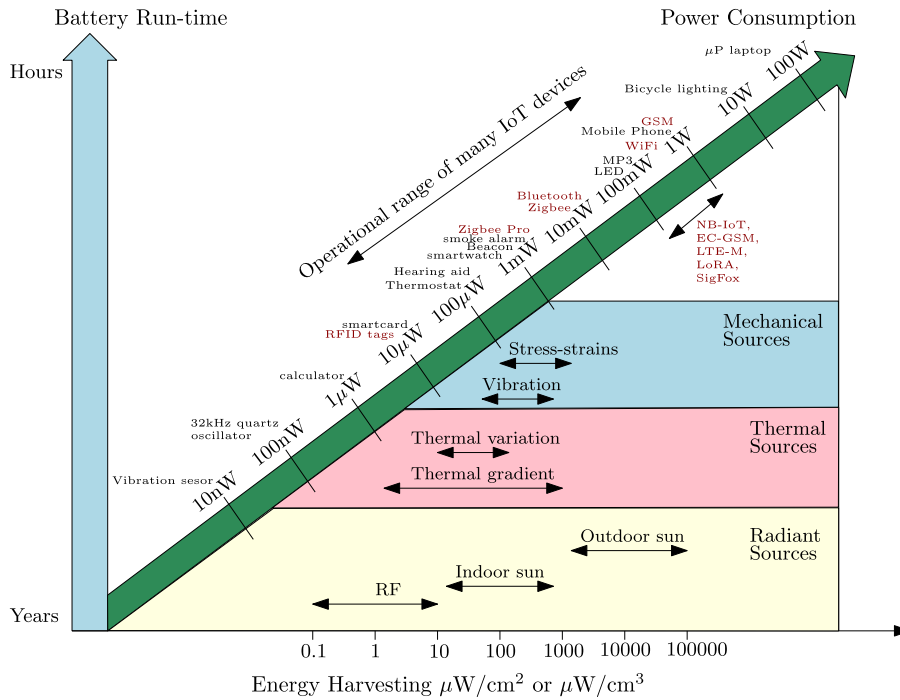 Battery Run-time
Power Consumption
Hours
Years
Operational range of many IoT devices
μP laptop
100W
Bicycle lighting
10W
GSM
Mobile Phone
WiFi
1W
MP3
LED
100mW
Bluetooth
Zigbee
10mW
Zigbee Pro
smoke alarm
Beacon
smartwatch
1mW
Hearing aid
Thermostat
100μW
smartcard
RFID tags
10μW
calculator
1μW
32kHz quartz
oscillator
100nW
Vibration sesor
10nW
NB-IoT,
EC-GSM,
LTE-M,
LoRA,
SigFox
Mechanical
Sources
Stress-strains
Vibration
Thermal
Sources
Thermal variation
Thermal gradient
Radiant
Sources
Outdoor sun
Indoor sun
RF
0.1 1 10 100 1000 10000 100000
Energy Harvesting μW/cm² or μW/cm³